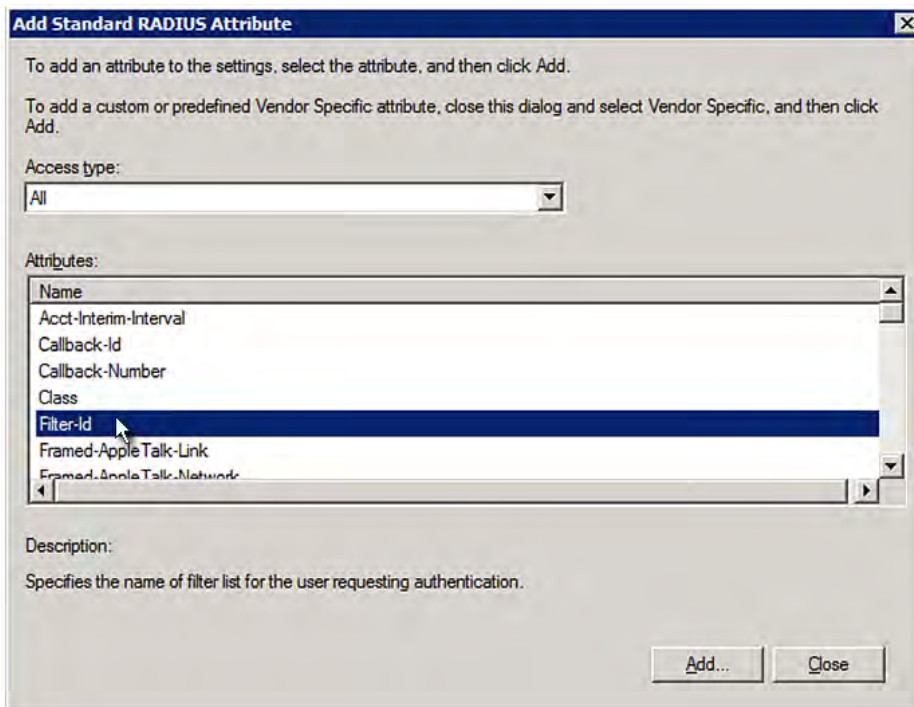 Add Standard RADIUS Attribute
To add an attribute to the settings, select the attribute, and then click Add.
To add a custom or predefined Vendor Specific attribute, close this dialog and select Vendor Specific, and then click
Add.
Access type:
All
Attributes:
Name
Acct-Interim-Interval
Callback-Id
Callback-Number
Class
Filter-Id
Framed-AppleTalk-Link
Framed-AppleTalk-Network
Description:
Specifies the name of filter list for the user requesting authentication.
Add... Close